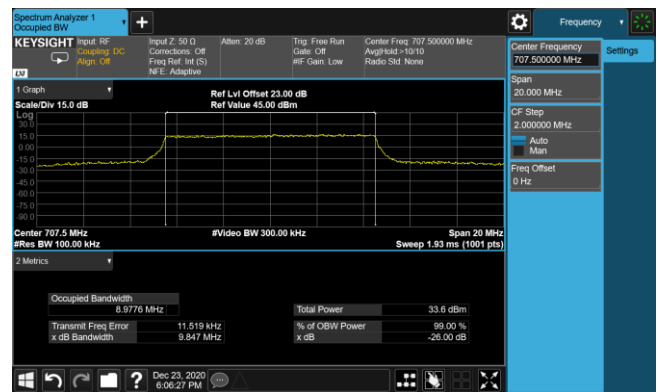 Spectrum Analyzer 1
Occupied BW
Frequency
KEYSIGHT
Input: RF
Coupling: DC
Align: Off
Input Z: 50 Ω
Corrections: Off
Freq Ref: Int (S)
NFE: Adaptive
Atten: 20 dB
Trig: Free Run
Gate: Off
#IF Gain: Low
Center Freq: 707.500000 MHz
Avg|Hold:>10/10
Radio Std: None
LXI
Center Frequency
707.500000 MHz
Settings
Span
20.000 MHz
CF Step
2.000000 MHz
Auto
Man
Freq Offset
0 Hz
1 Graph
Scale/Div 15.0 dB
Ref Lvl Offset 23.00 dB
Ref Value 45.00 dBm
Log
30.0
15.0
0.00
-15.0
-30.0
-45.0
-60.0
-75.0
-90.0
Center 707.5 MHz
#Video BW 300.00 kHz
Span 20 MHz
#Res BW 100.00 kHz
Sweep 1.93 ms (1001 pts)
2 Metrics
Occupied Bandwidth
8.9776 MHz
Total Power 33.6 dBm
Transmit Freq Error 11.519 kHz
% of OBW Power 99.00 %
x dB Bandwidth 9.847 MHz
x dB -26.00 dB
Dec 23, 2020
6:06:27 PM